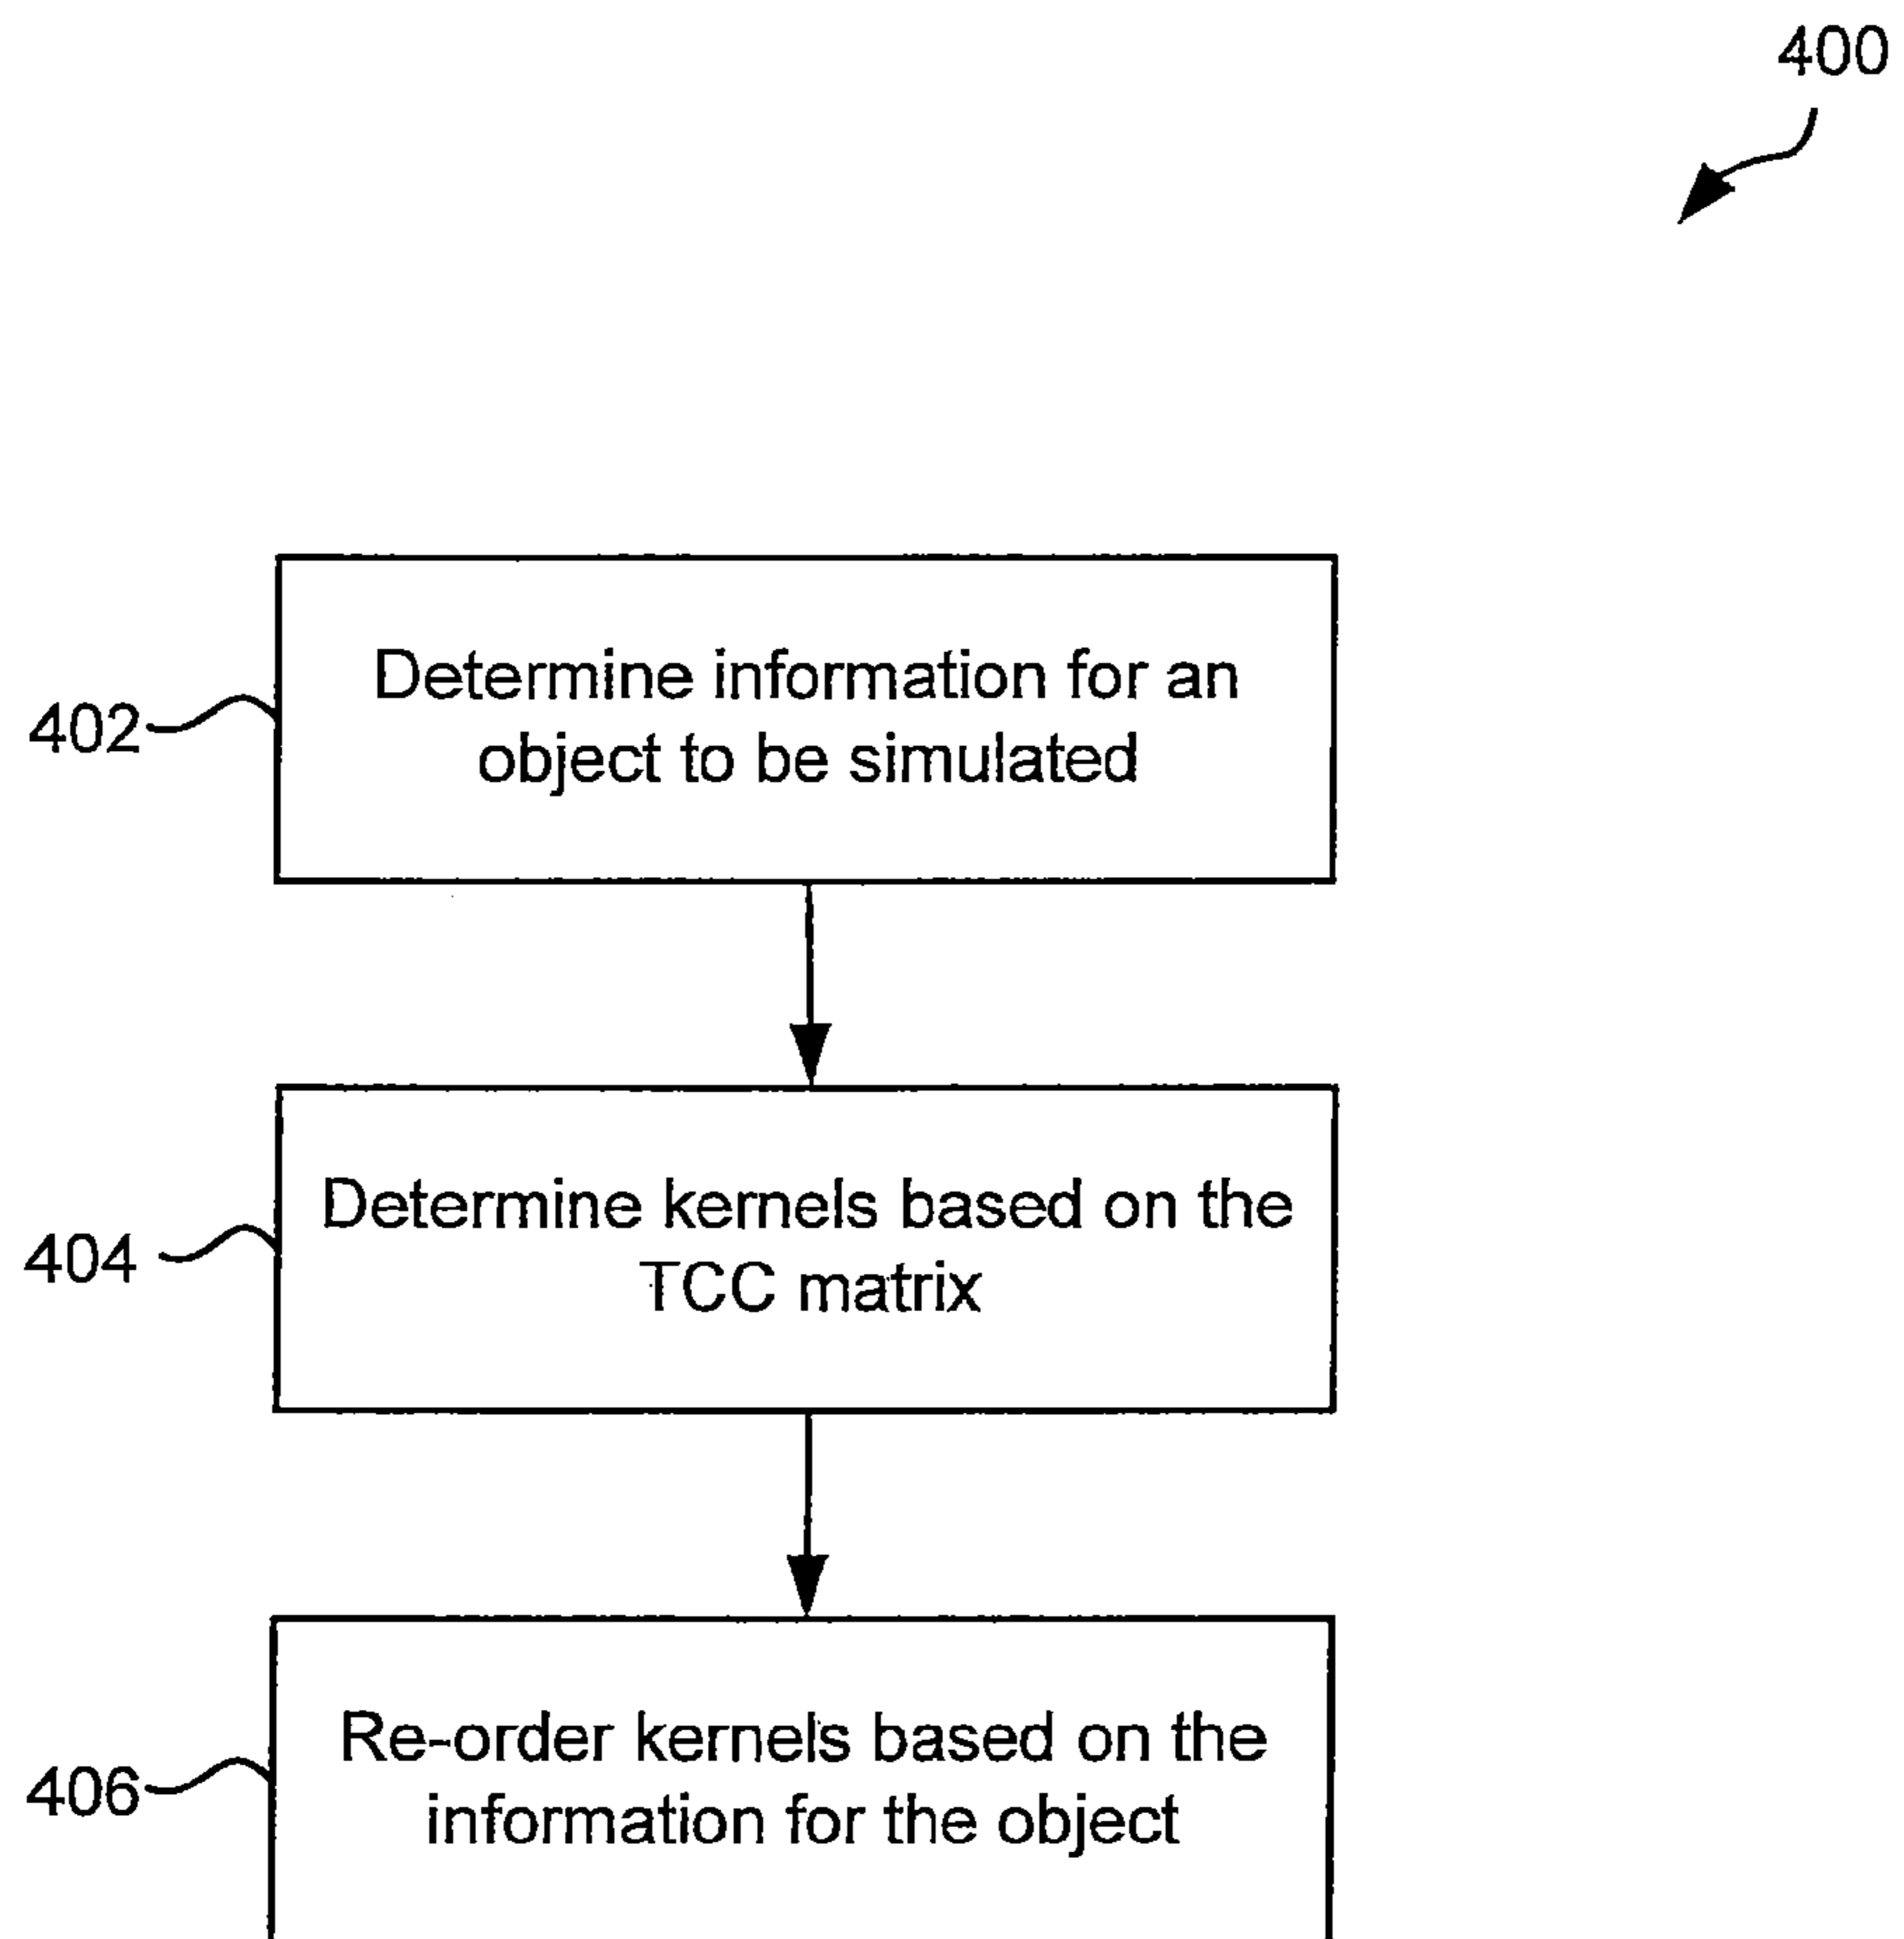 400
402
Determine information for an
object to be simulated
404
Determine kernels based on the
TCC matrix
406
Re-order kernels based on the
information for the object